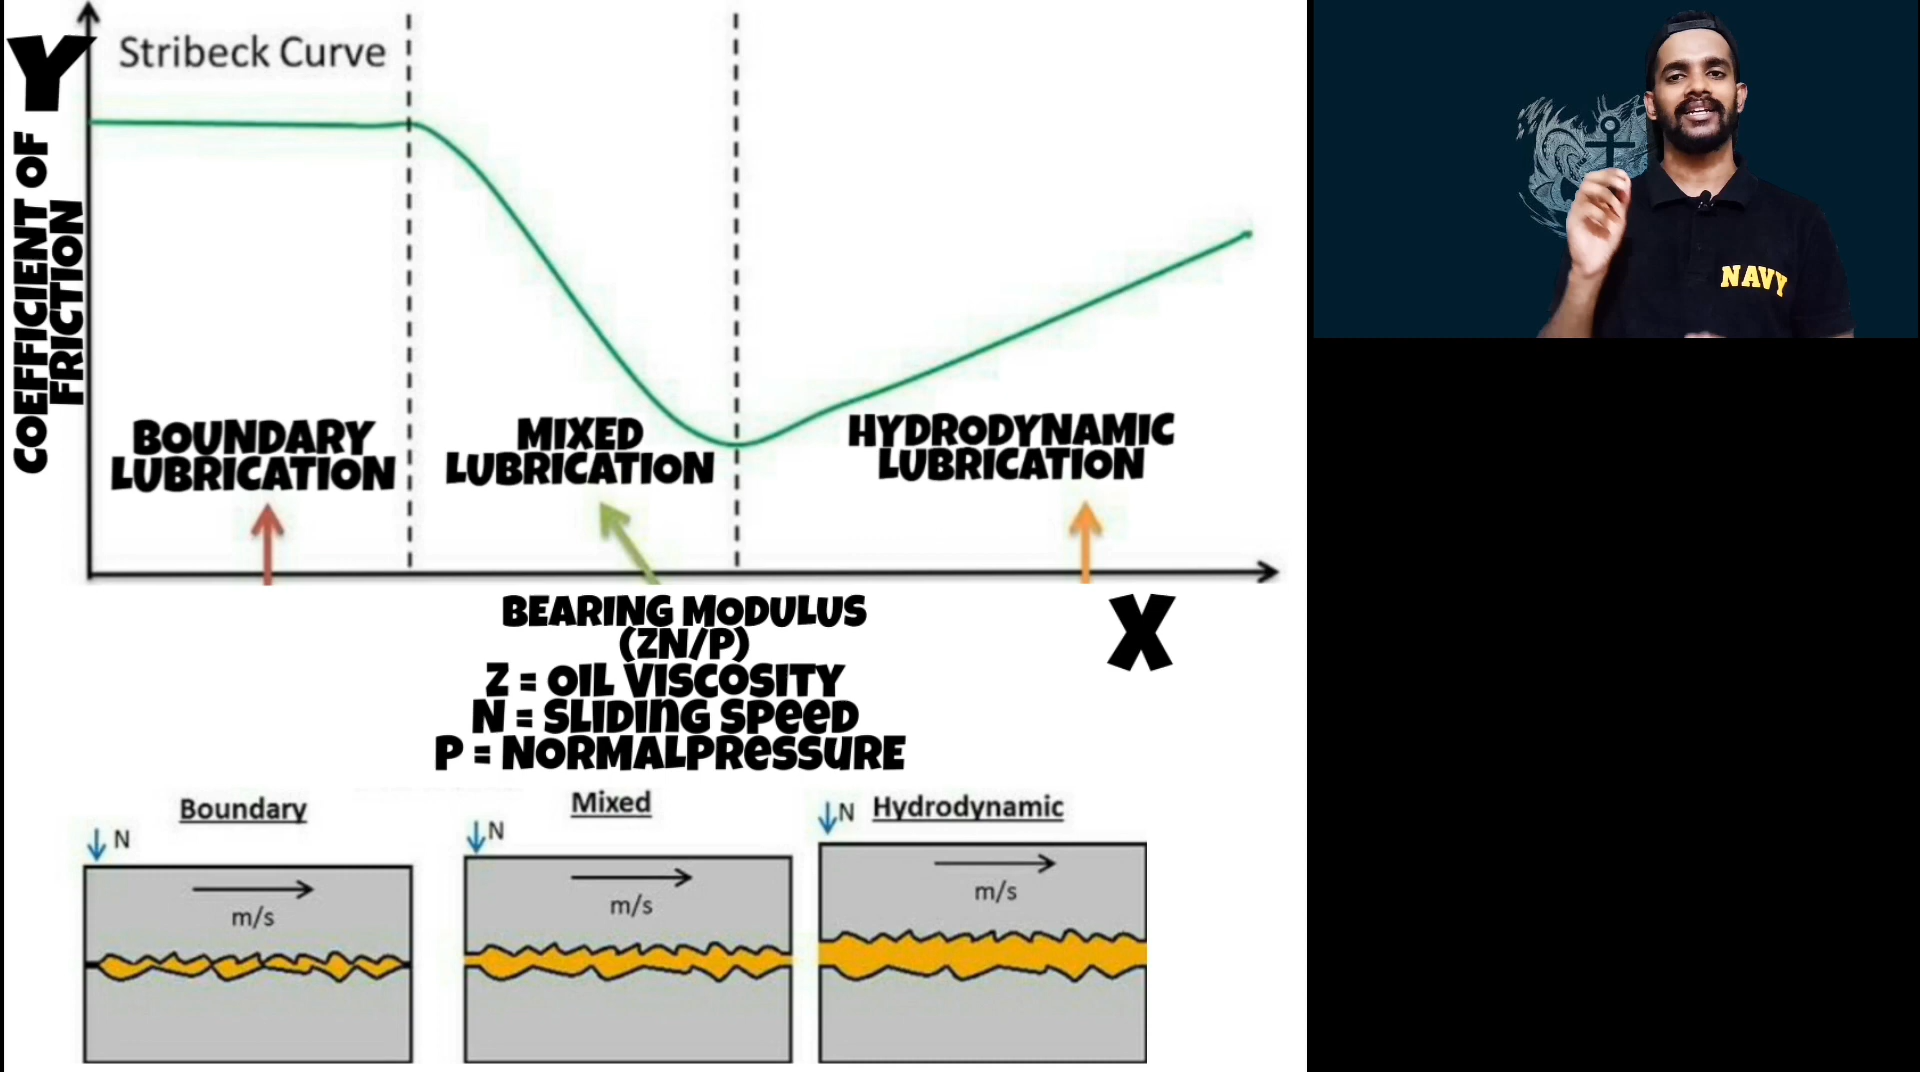 Y
Stribeck Curve
COEFFICIENT OF
FRICTION
BOUNDARY
LUBRICATION
MIXED
LUBRICATION
HYDRODYNAMIC
LUBRICATION
BEARING MODULUS
(ZN/P)
Z = OIL VISCOSITY
N = SLIDING SPEED
P = NORMALPRESSURE
X
Boundary
N
m/s
Mixed
N
m/s
Hydrodynamic
N
m/s
NAVY